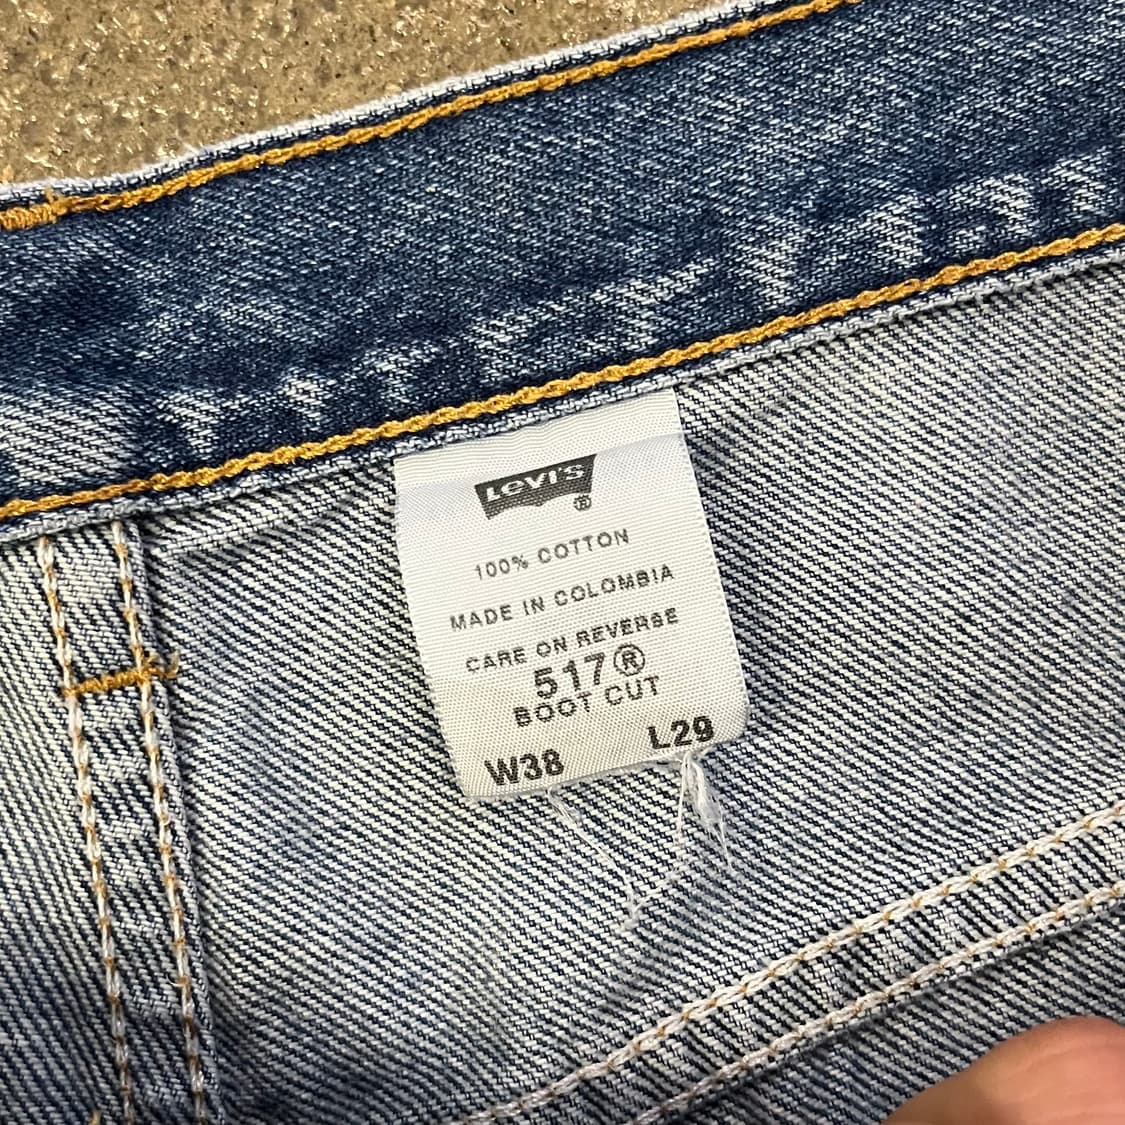 Levi's®
100% COTTON
MADE IN COLOMBIA
CARE ON REVERSE
517®
BOOT CUT
W38 L29